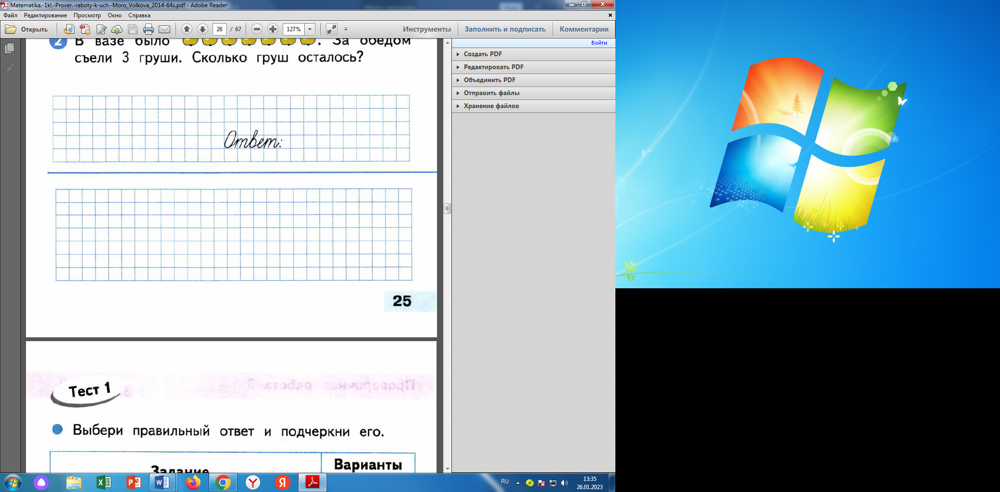 Matematika.-1kl.-Prover.-raboty-k-uch.-Moro_Volkova_2014-64s.pdf - Adobe Reader
Файл Редактирование Просмотр Окно Справка
Открыть 26 / 67 127% Инструменты Заполнить и подписать Комментарии
Войти
Создать PDF
Редактировать PDF
Объединить PDF
Отправить файлы
Хранение файлов
2 В вазе было . За обедом
съели 3 груши. Сколько груш осталось?
Ответ:
25
Тест 1
Выбери правильный ответ и подчеркни его.
Задание Варианты
RU 13:35
26.01.2023